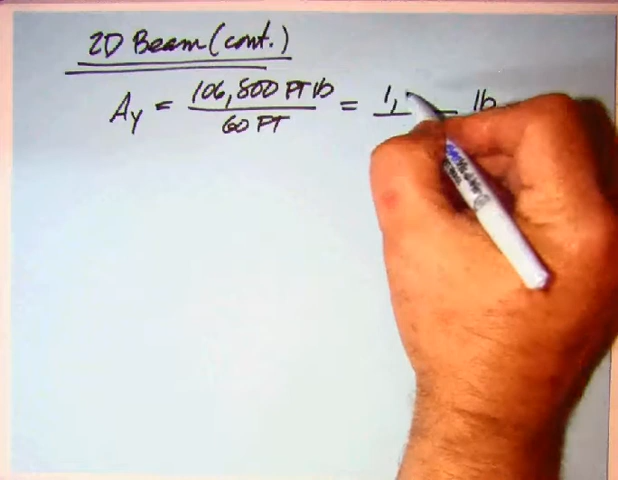 2D Beam (cont.)
Ay = 106,800 FT lb / 60 FT = 1, lb